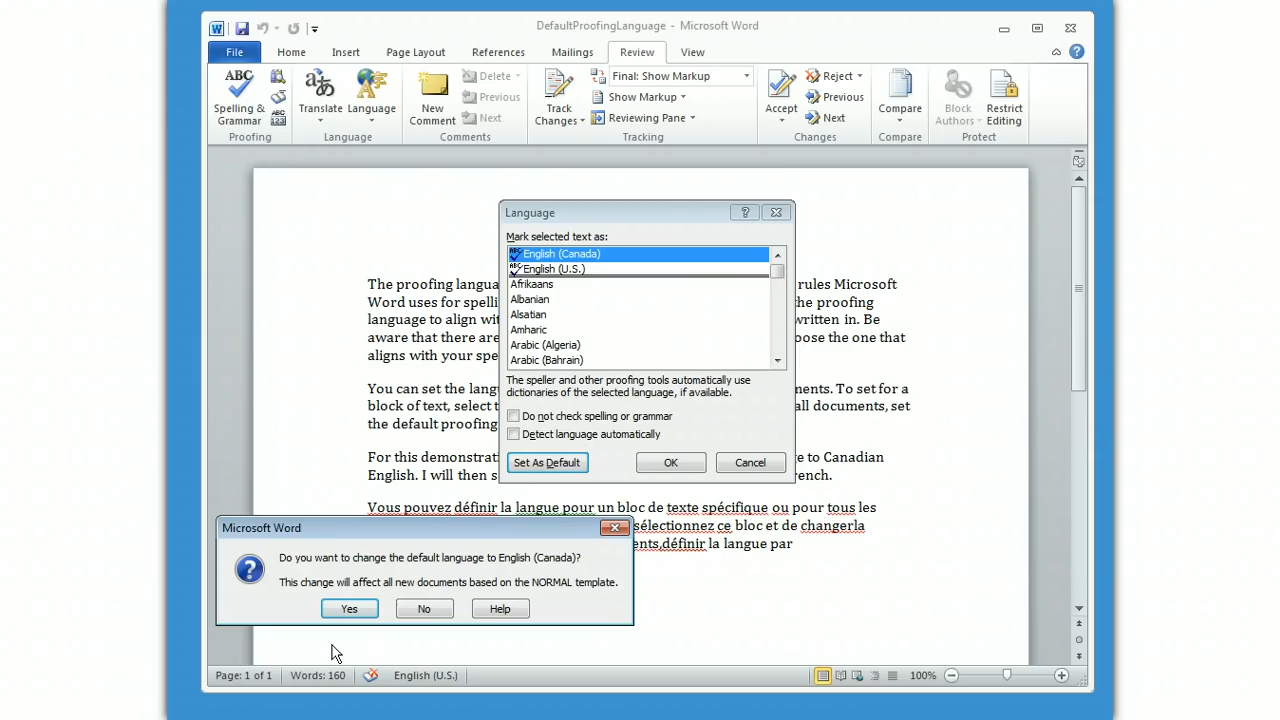 DefaultProofingLanguage - Microsoft Word
File Home Insert Page Layout References Mailings Review View
ABC Spelling & Grammar
ABC 123
Translate
Language
New Comment
Delete
Previous
Next
Track Changes
Final: Show Markup
Show Markup
Reviewing Pane
Accept
Reject
Previous
Next
Compare
Block Authors
Restrict Editing
Proofing Language Comments Tracking Changes Compare Protect
The proofing langua
rules Microsoft
Word uses for spelli
the proofing
language to align wit
written in. Be
aware that there are
oose the one that
aligns with your spe
You can set the langu
ments. To set for a
block of text, select t
all documents, set
the default proofing
For this demonstrati
e to Canadian
English. I will then s
rench.
Vous pouvez définir la langue pour un bloc de texte spécifique ou pour tous les
sélectionnez ce bloc et de changerla
ents,définir la langue par
Language
Mark selected text as:
English (Canada)
English (U.S.)
Afrikaans
Albanian
Alsatian
Amharic
Arabic (Algeria)
Arabic (Bahrain)
The speller and other proofing tools automatically use
dictionaries of the selected language, if available.
Do not check spelling or grammar
Detect language automatically
Set As Default OK Cancel
Microsoft Word
Do you want to change the default language to English (Canada)?
This change will affect all new documents based on the NORMAL template.
Yes No Help
Page: 1 of 1 Words: 160 English (U.S.) 100%